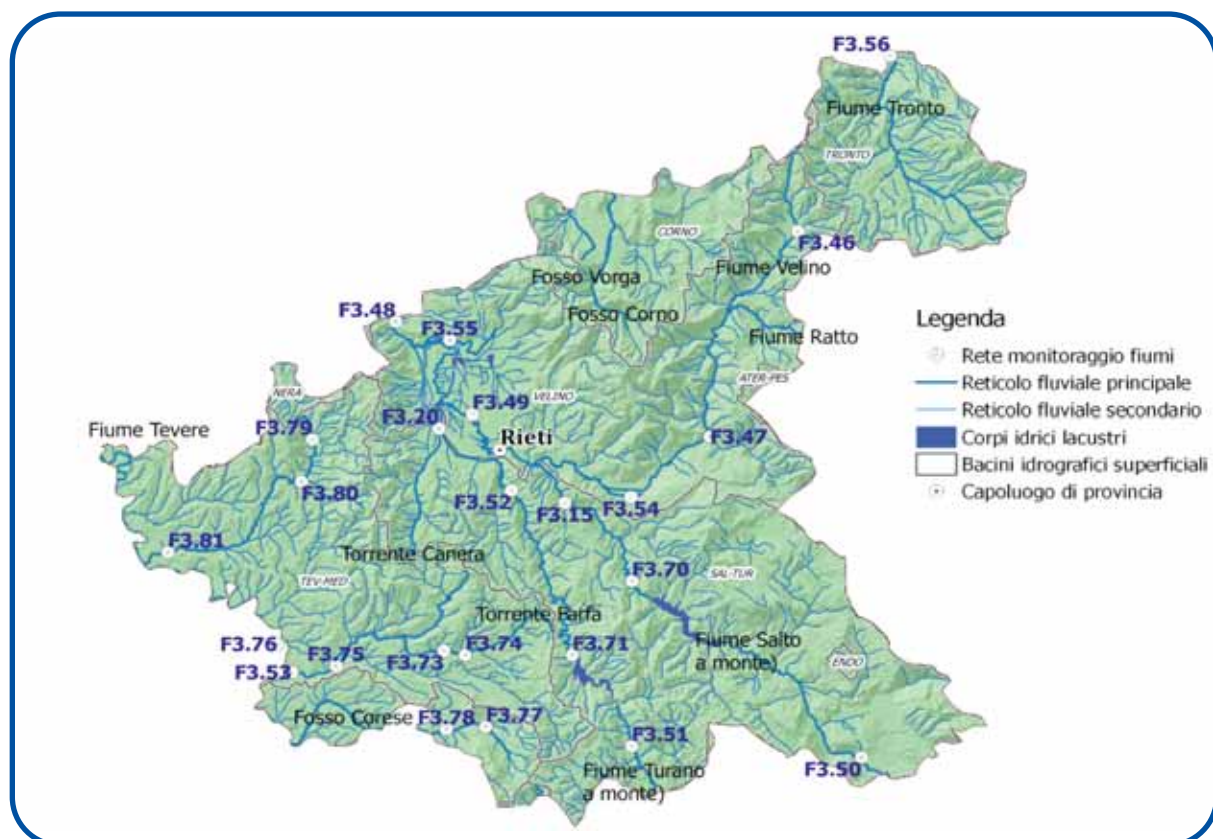 F3.56
Fiume Tronto
TRONTO
CORNO
F3.46
Fiume Velino
Fosso Vorga
Fosso Corno
Fiume Ratto
F3.48
F3.55
ATER-PES
NERA
VELINO
F3.49
F3.20
F3.79
Rieti
F3.47
Fiume Tevere
F3.80
F3.52
F3.15
F3.54
F3.81
Torrente Canera
TEV-MED
F3.70
SAL-TUR
Torrente Farfa
F3.76
F3.75
F3.73
F3.74
F3.71
Fiume Salto
a monte)
ENDO
F3.53
Fosso Corese
F3.78
F3.77
F3.51
Fiume Turano
a monte)
F3.50
Legenda
Rete monitoraggio fiumi
Reticolo fluviale principale
Reticolo fluviale secondario
Corpi idrici lacustri
Bacini idrografici superficiali
Capoluogo di provincia